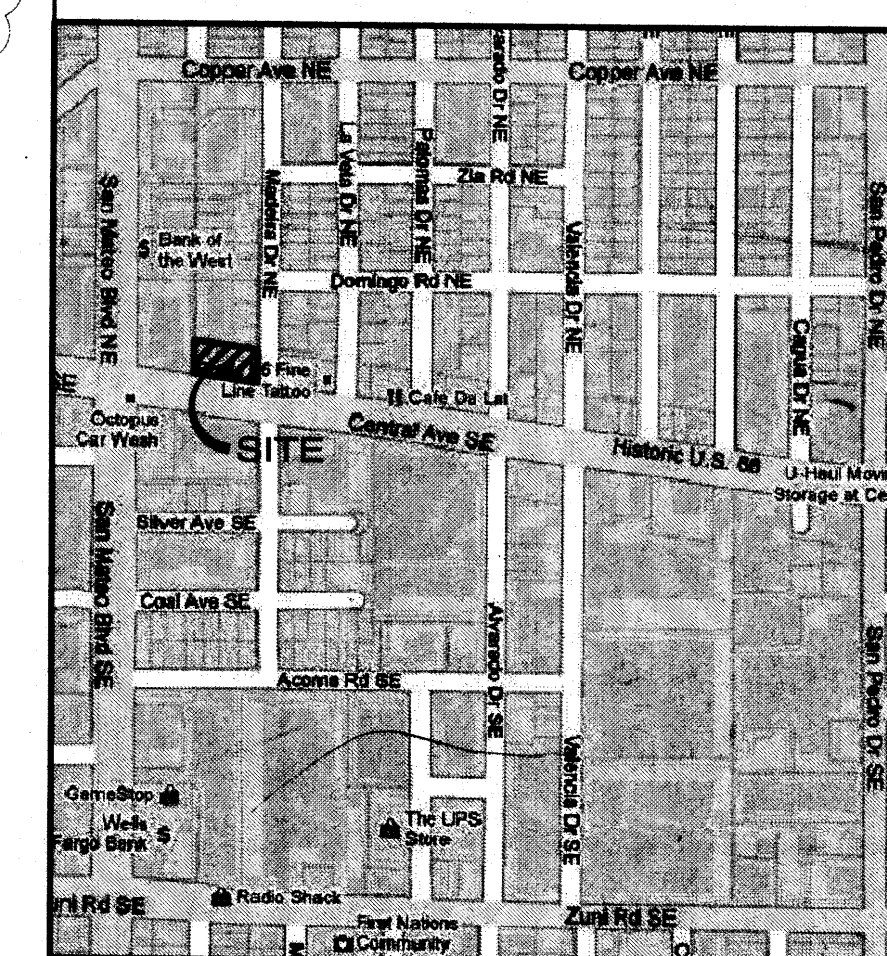 Copper Ave NE
Copper Ave NE
varado Dr NE
La Veta Dr NE
Palomas Dr NE
Zia Rd NE
San Mateo Blvd NE
Madeira Dr NE
San Pedro Dr NE
Valencia Dr NE
$ Bank of
the West
Domingo Rd NE
6 Fine
Line Tattoo
Cafe Da Lat
Octopus
Car Wash
SITE
Central Ave SE
Historic U.S. 66
U-Haul Movi
Storage at Ce
Silver Ave SE
San Mateo Blvd SE
Coal Ave SE
Alvarado Dr SE
San Pedro Dr SE
Acoma Rd SE
Valencia Dr SE
GameStop
Wells
Fargo Bank
$
The UPS
Store
Radio Shack
uni Rd SE
Zuni Rd SE
First Nations
Community